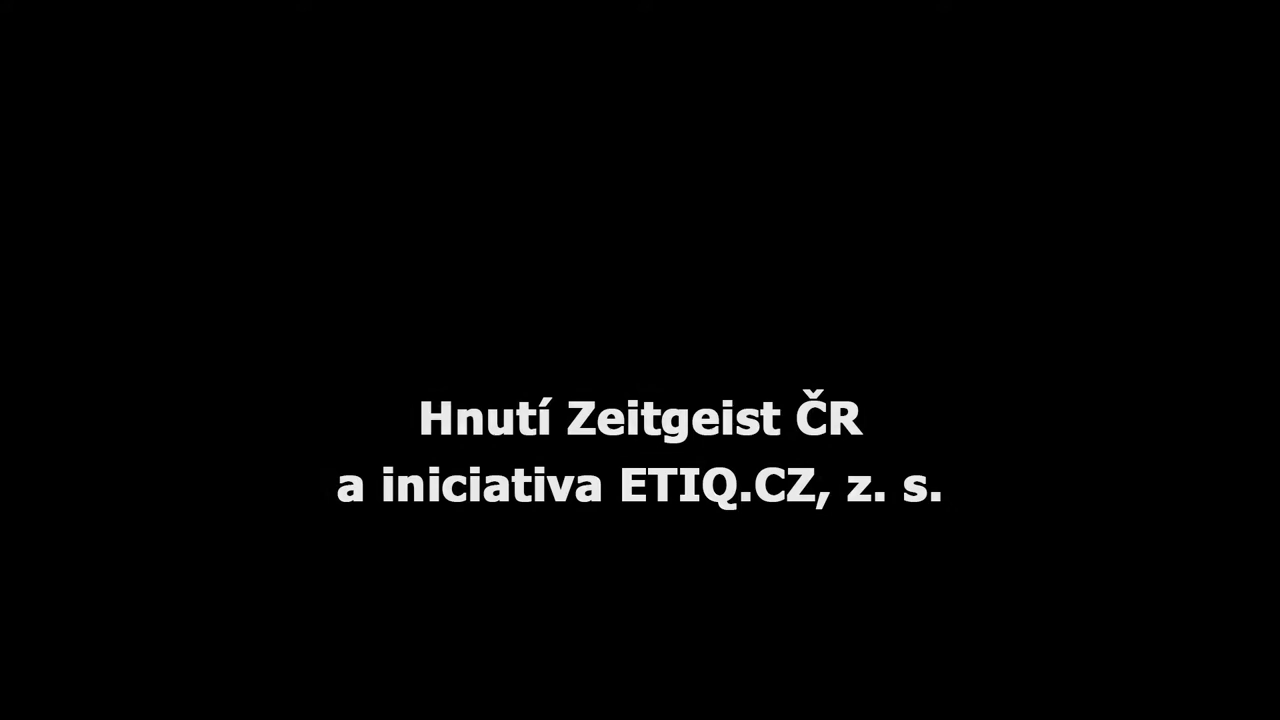 Hnutí Zeitgeist ČR
a iniciativa ETIQ.CZ, z. s.